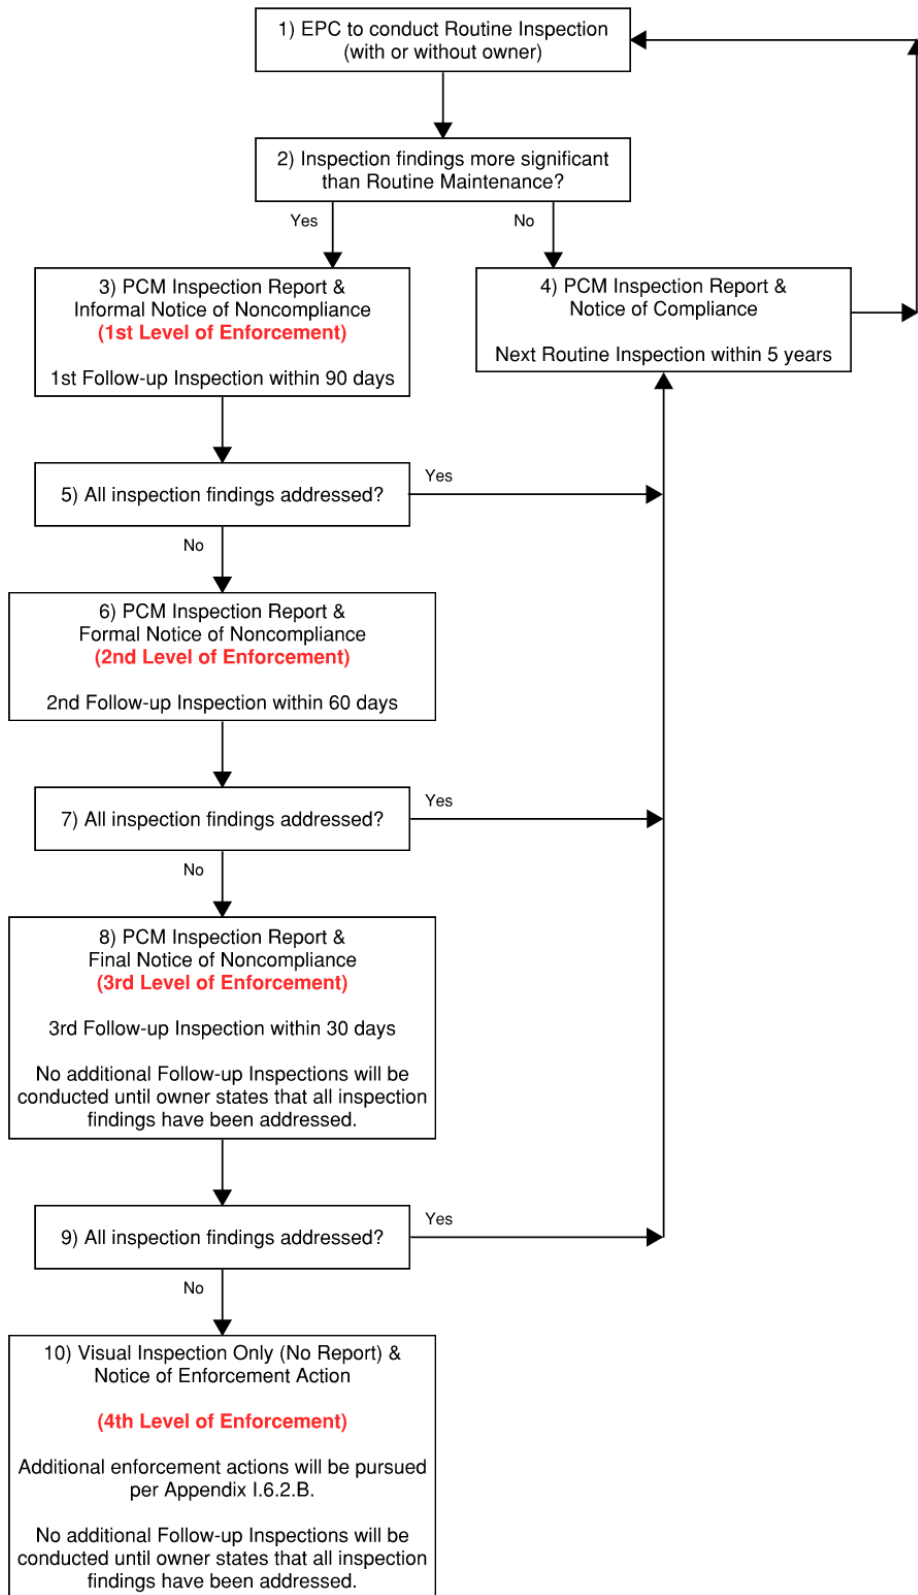 1) EPC to conduct Routine Inspection
(with or without owner)
2) Inspection findings more significant
than Routine Maintenance?
Yes
No
3) PCM Inspection Report &
Informal Notice of Noncompliance
(1st Level of Enforcement)
1st Follow-up Inspection within 90 days
4) PCM Inspection Report &
Notice of Compliance
Next Routine Inspection within 5 years
5) All inspection findings addressed?
Yes
No
6) PCM Inspection Report &
Formal Notice of Noncompliance
(2nd Level of Enforcement)
2nd Follow-up Inspection within 60 days
7) All inspection findings addressed?
Yes
No
8) PCM Inspection Report &
Final Notice of Noncompliance
(3rd Level of Enforcement)
3rd Follow-up Inspection within 30 days
No additional Follow-up Inspections will be
conducted until owner states that all inspection
findings have been addressed.
9) All inspection findings addressed?
Yes
No
10) Visual Inspection Only (No Report) &
Notice of Enforcement Action
(4th Level of Enforcement)
Additional enforcement actions will be pursued
per Appendix I.6.2.B.
No additional Follow-up Inspections will be
conducted until owner states that all inspection
findings have been addressed.